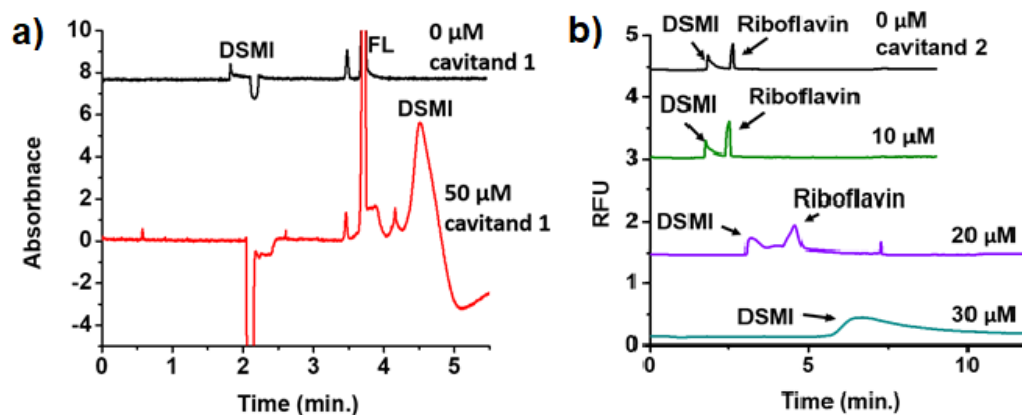 a)
10
8
6
4
2
0
-2
-4
Absorbnace
0
1
2
3
4
5
Time (min.)
DSMI
FL
0 μM
cavitand 1
DSMI
50 μM
cavitand 1
b)
5
4
3
2
1
0
RFU
0
5
10
Time (min.)
DSMI
Riboflavin
0 μM
cavitand 2
DSMI
Riboflavin
10 μM
DSMI
Riboflavin
20 μM
DSMI
30 μM